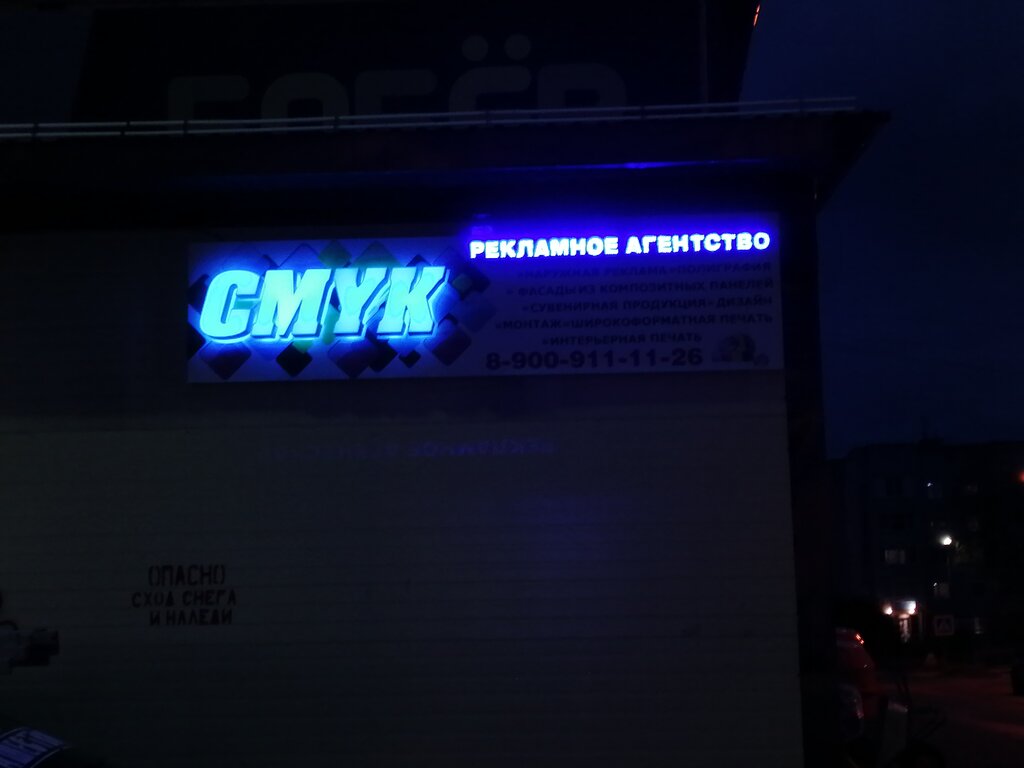 БОБЁР
CMYK
РЕКЛАМНОЕ АГЕНТСТВО
•НАРУЖНАЯ РЕКЛАМА•ПОЛИГРАФИЯ
• ФАСАДЫ ИЗ КОМПОЗИТНЫХ ПАНЕЛЕЙ
•СУВЕНИРНАЯ ПРОДУКЦИЯ•ДИЗАЙН
•МОНТАЖ•ШИРОКОФОРМАТНАЯ ПЕЧАТЬ
•ИНТЕРЬЕРНАЯ ПЕЧАТЬ
8-900-911-11-26
ОПАСНО
СХОД СНЕГА
И НАЛЕДИ